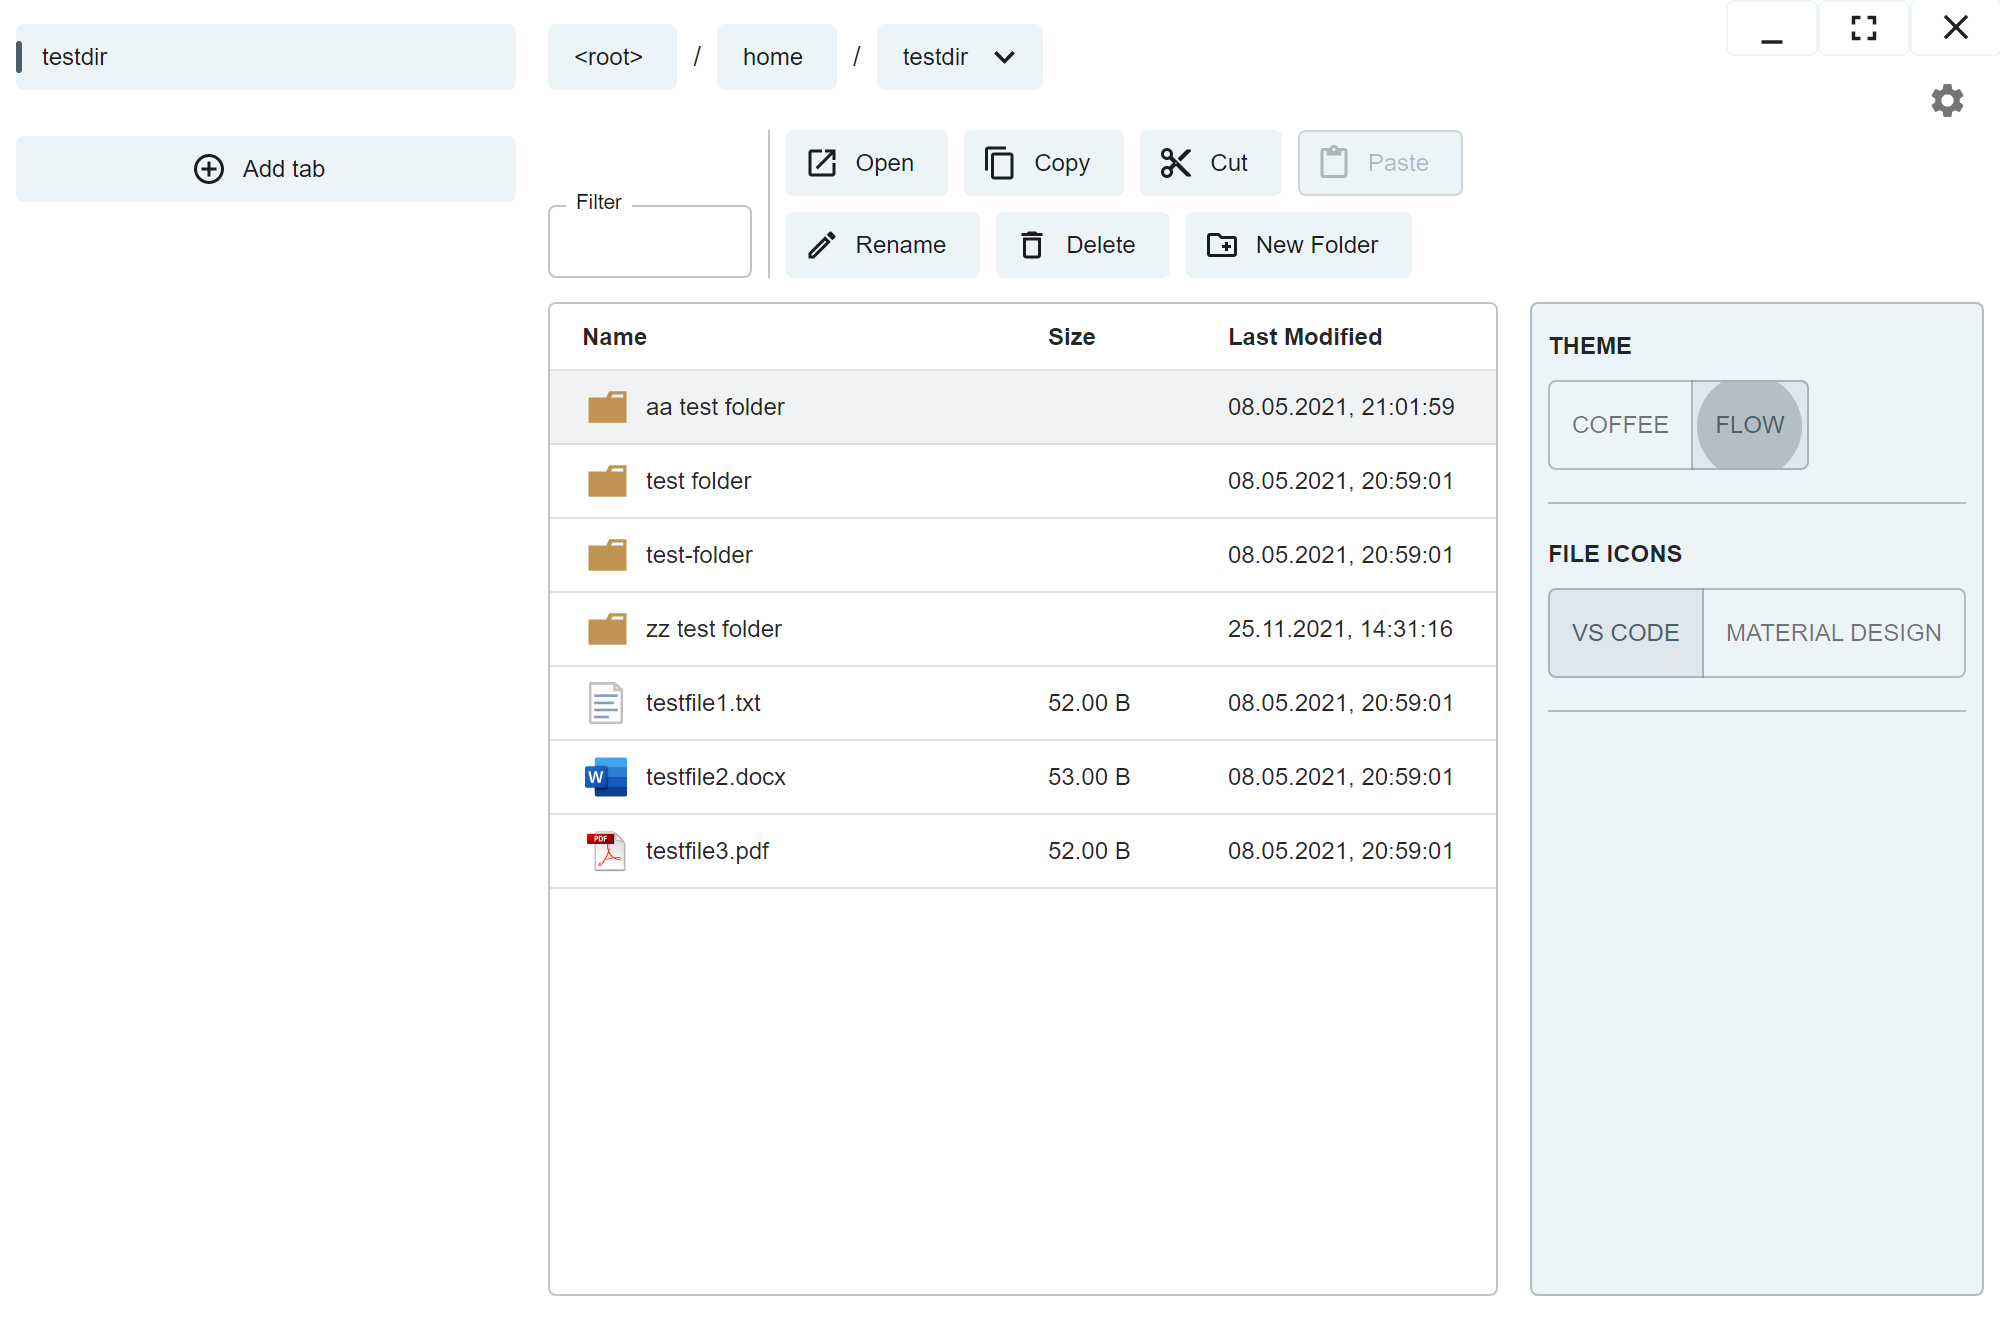 testdir
Add tab
<root> / home / testdir
Filter
Open Copy Cut Paste
Rename Delete New Folder
Name Size Last Modified
aa test folder 08.05.2021, 21:01:59
test folder 08.05.2021, 20:59:01
test-folder 08.05.2021, 20:59:01
zz test folder 25.11.2021, 14:31:16
testfile1.txt 52.00 B 08.05.2021, 20:59:01
W testfile2.docx 53.00 B 08.05.2021, 20:59:01
PDF testfile3.pdf 52.00 B 08.05.2021, 20:59:01
THEME
COFFEE FLOW
FILE ICONS
VS CODE MATERIAL DESIGN